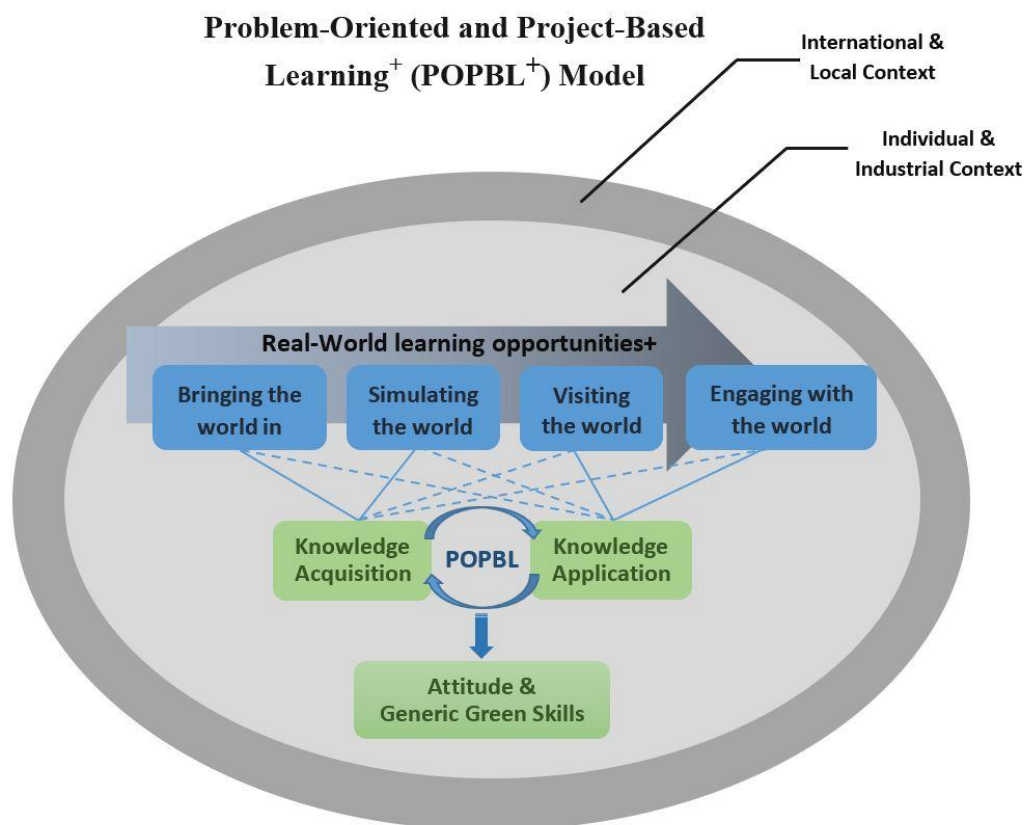 Problem-Oriented and Project-Based
Learning+ (POPBL+) Model
International &
Local Context
Individual &
Industrial Context
Real-World learning opportunities+
Bringing the
world in
Simulating
the world
Visiting
the world
Engaging with
the world
Knowledge
Acquisition
POPBL
Knowledge
Application
Attitude &
Generic Green Skills